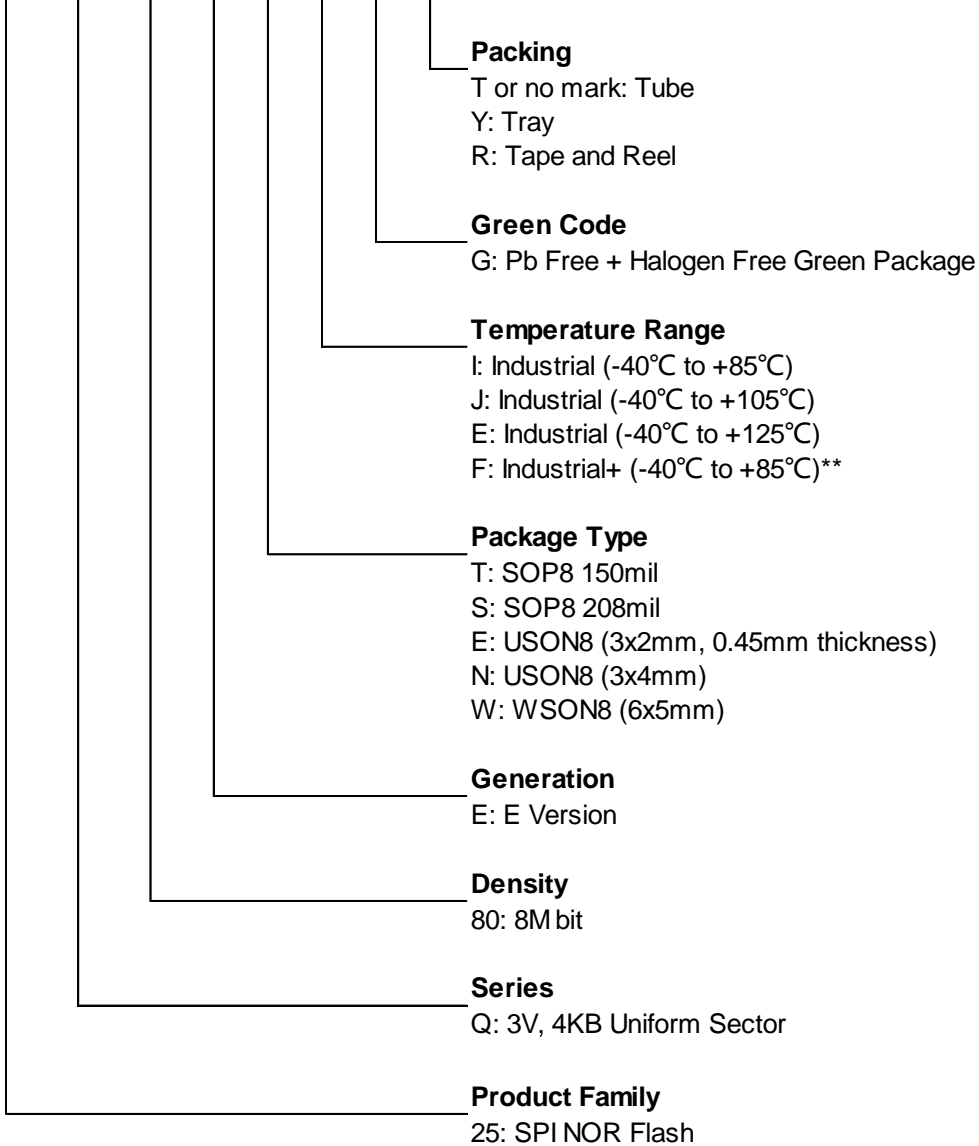 Packing
T or no mark: Tube
Y: Tray
R: Tape and Reel
Green Code
G: Pb Free + Halogen Free Green Package
Temperature Range
I: Industrial (-40℃ to +85℃)
J: Industrial (-40℃ to +105℃)
E: Industrial (-40℃ to +125℃)
F: Industrial+ (-40℃ to +85℃)**
Package Type
T: SOP8 150mil
S: SOP8 208mil
E: USON8 (3x2mm, 0.45mm thickness)
N: USON8 (3x4mm)
W: WSON8 (6x5mm)
Generation
E: E Version
Density
80: 8M bit
Series
Q: 3V, 4KB Uniform Sector
Product Family
25: SPI NOR Flash